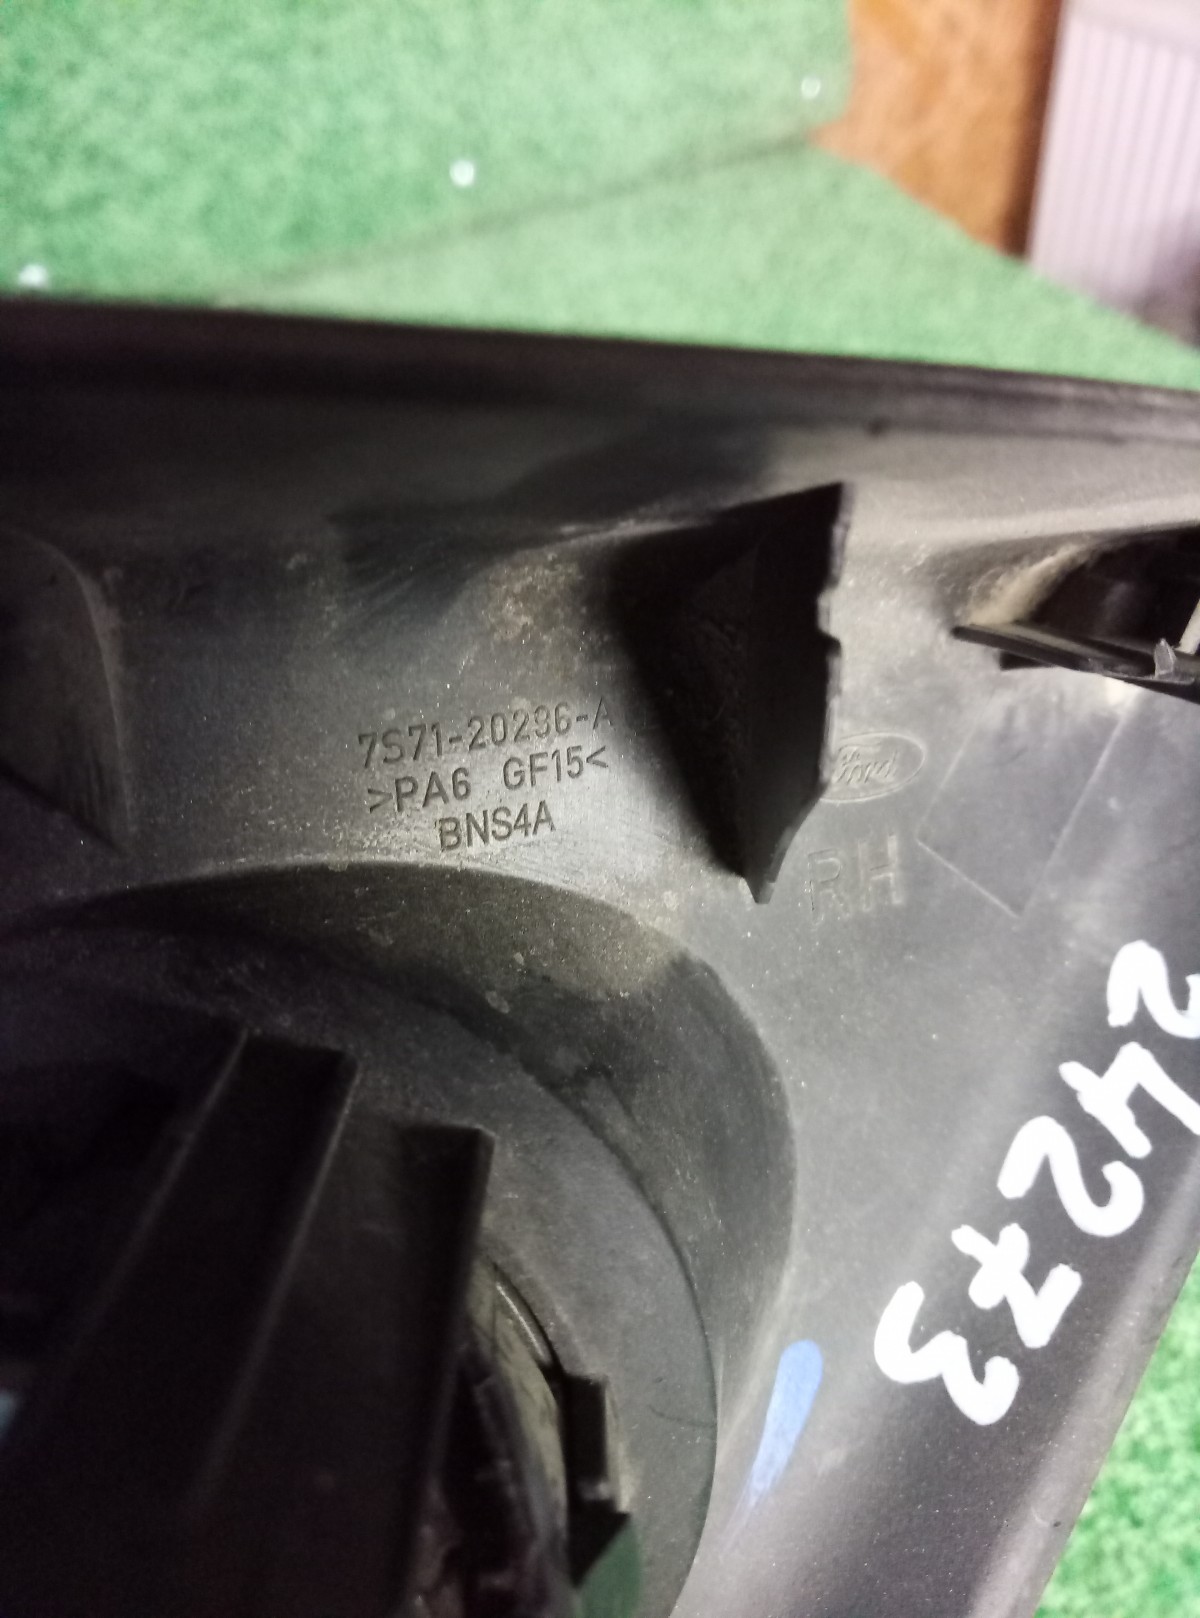 7S71-20296-A
>PA6 GF15<
BNS4A
Ford
RH
24273